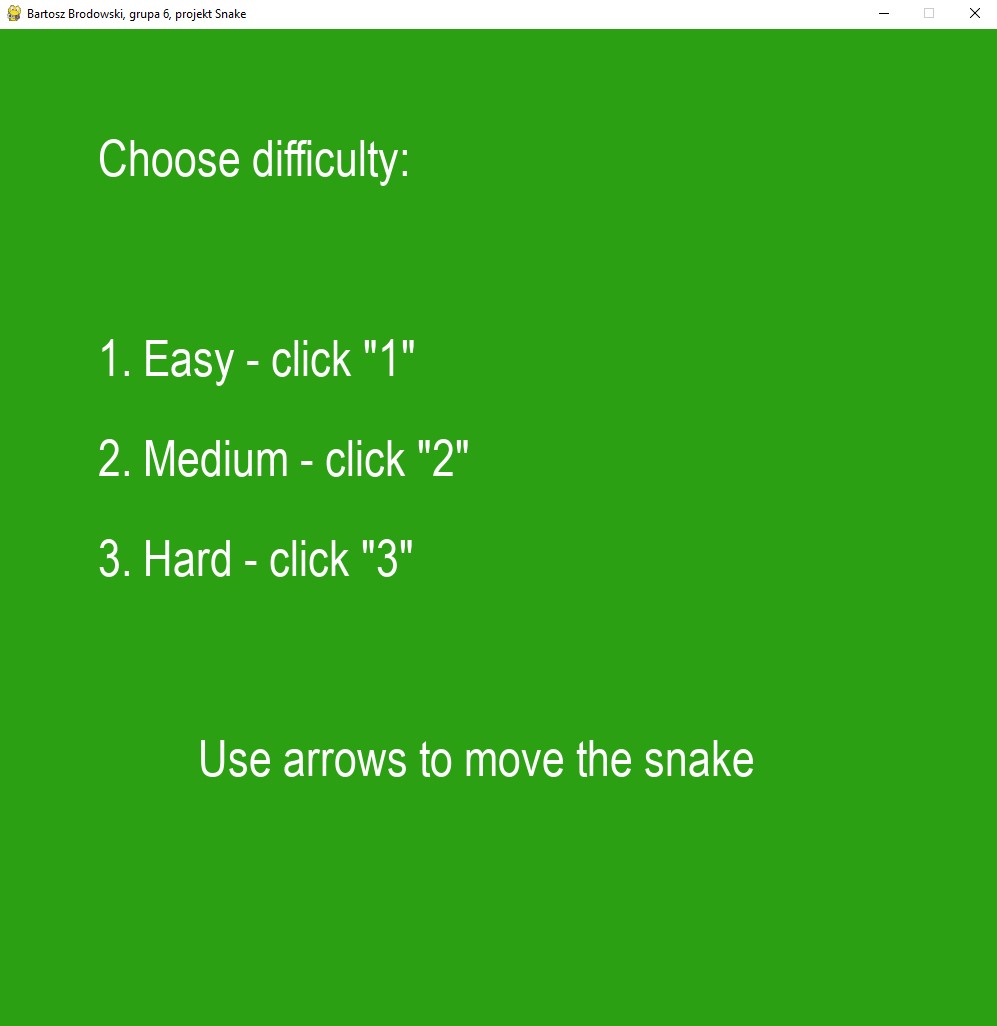 Bartosz Brodowski, grupa 6, projekt Snake
Choose difficulty:
1. Easy - click "1"
2. Medium - click "2"
3. Hard - click "3"
Use arrows to move the snake